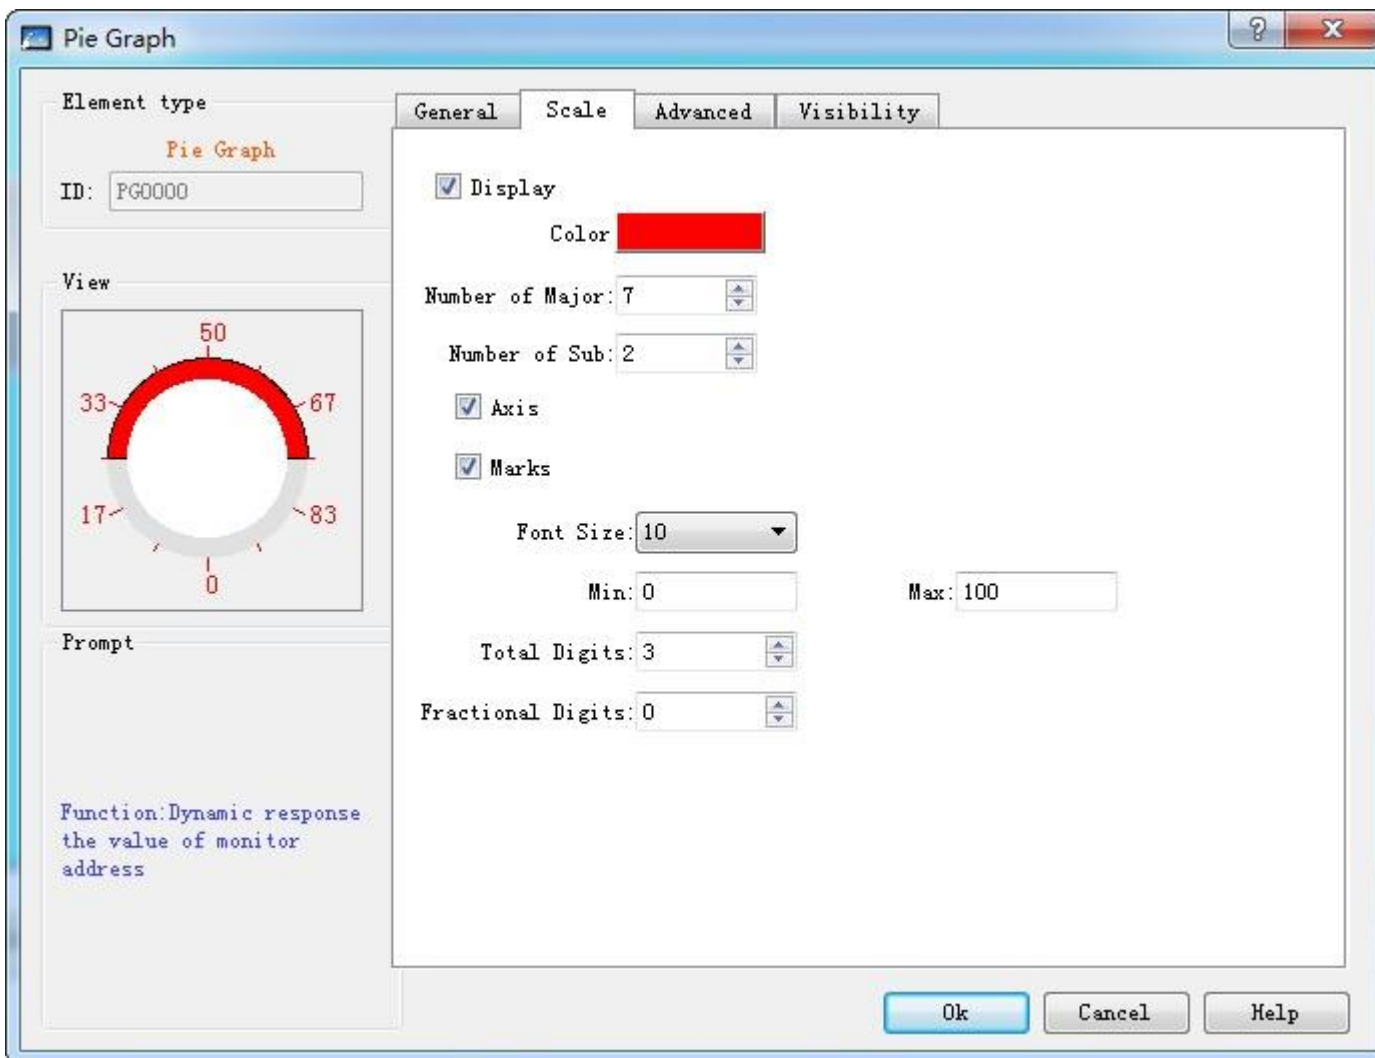 Pie Graph
Element type
Pie Graph
ID: PG0000
View
50
33 67
17 83
0
Prompt
Function:Dynamic response
the value of monitor
address
General Scale Advanced Visibility
Display
Color
Number of Major: 7
Number of Sub: 2
Axis
Marks
Font Size: 10
Min: 0 Max: 100
Total Digits: 3
Fractional Digits: 0
Ok Cancel Help